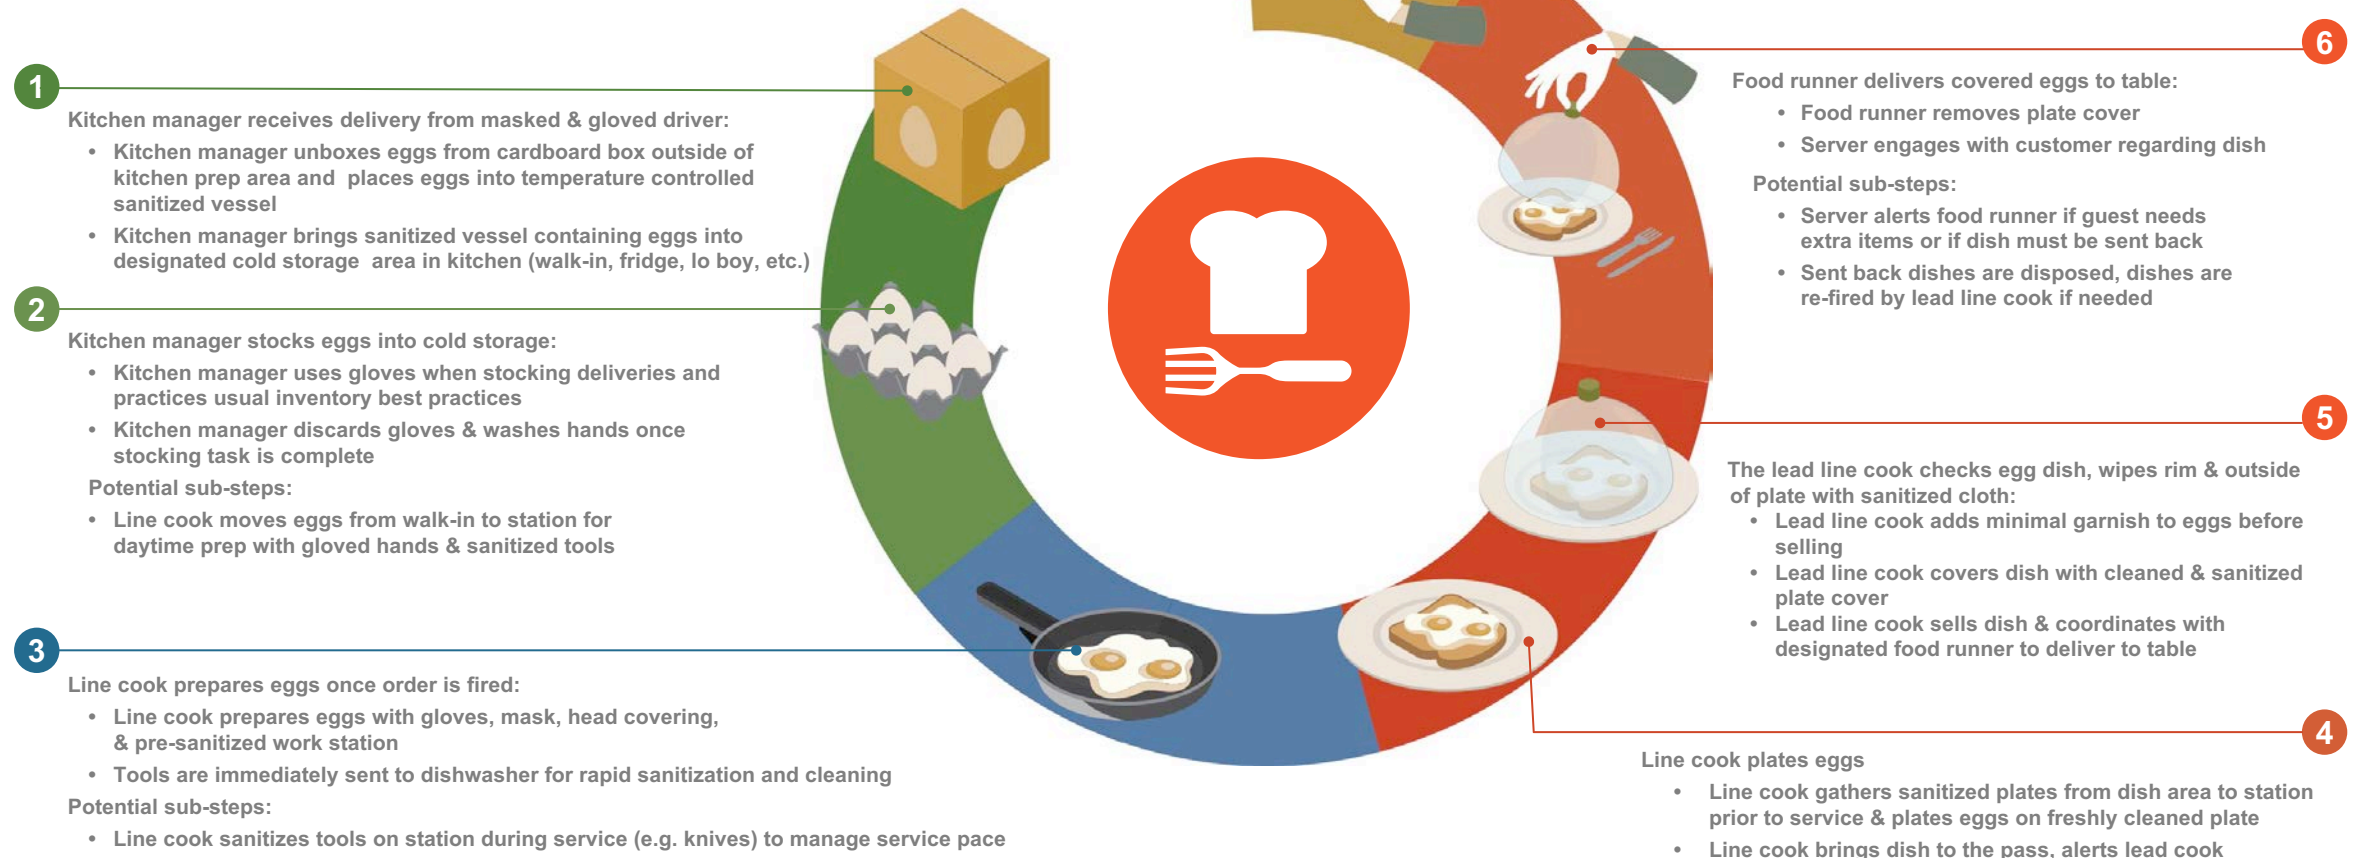 1
Kitchen manager receives delivery from masked & gloved driver:
• Kitchen manager unboxes eggs from cardboard box outside of
kitchen prep area and places eggs into temperature controlled
sanitized vessel
• Kitchen manager brings sanitized vessel containing eggs into
designated cold storage area in kitchen (walk-in, fridge, lo boy, etc.)
2
Kitchen manager stocks eggs into cold storage:
• Kitchen manager uses gloves when stocking deliveries and
practices usual inventory best practices
• Kitchen manager discards gloves & washes hands once
stocking task is complete
Potential sub-steps:
• Line cook moves eggs from walk-in to station for
daytime prep with gloved hands & sanitized tools
3
Line cook prepares eggs once order is fired:
• Line cook prepares eggs with gloves, mask, head covering,
& pre-sanitized work station
• Tools are immediately sent to dishwasher for rapid sanitization and cleaning
Potential sub-steps:
• Line cook sanitizes tools on station during service (e.g. knives) to manage service pace
6
Food runner delivers covered eggs to table:
• Food runner removes plate cover
• Server engages with customer regarding dish
Potential sub-steps:
• Server alerts food runner if guest needs
extra items or if dish must be sent back
• Sent back dishes are disposed, dishes are
re-fired by lead line cook if needed
5
The lead line cook checks egg dish, wipes rim & outside
of plate with sanitized cloth:
• Lead line cook adds minimal garnish to eggs before
selling
• Lead line cook covers dish with cleaned & sanitized
plate cover
• Lead line cook sells dish & coordinates with
designated food runner to deliver to table
4
Line cook plates eggs
• Line cook gathers sanitized plates from dish area to station
prior to service & plates eggs on freshly cleaned plate
• Line cook brings dish to the pass, alerts lead cook